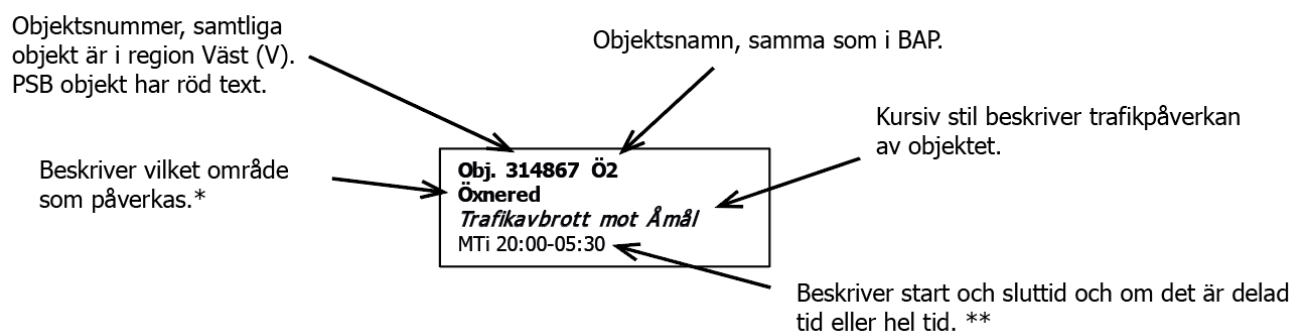 Objektsnummer, samtliga
objekt är i region Väst (V).
PSB objekt har röd text.
Objektsnamn, samma som i BAP.
Kursiv stil beskriver trafikpåverkan
av objektet.
Beskriver vilket område
som påverkas.*
Obj. 314867 Ö2
Öxnered
Trafikavbrott mot Åmål
MTi 20:00-05:30
Beskriver start och sluttid och om det är delad
tid eller hel tid. **